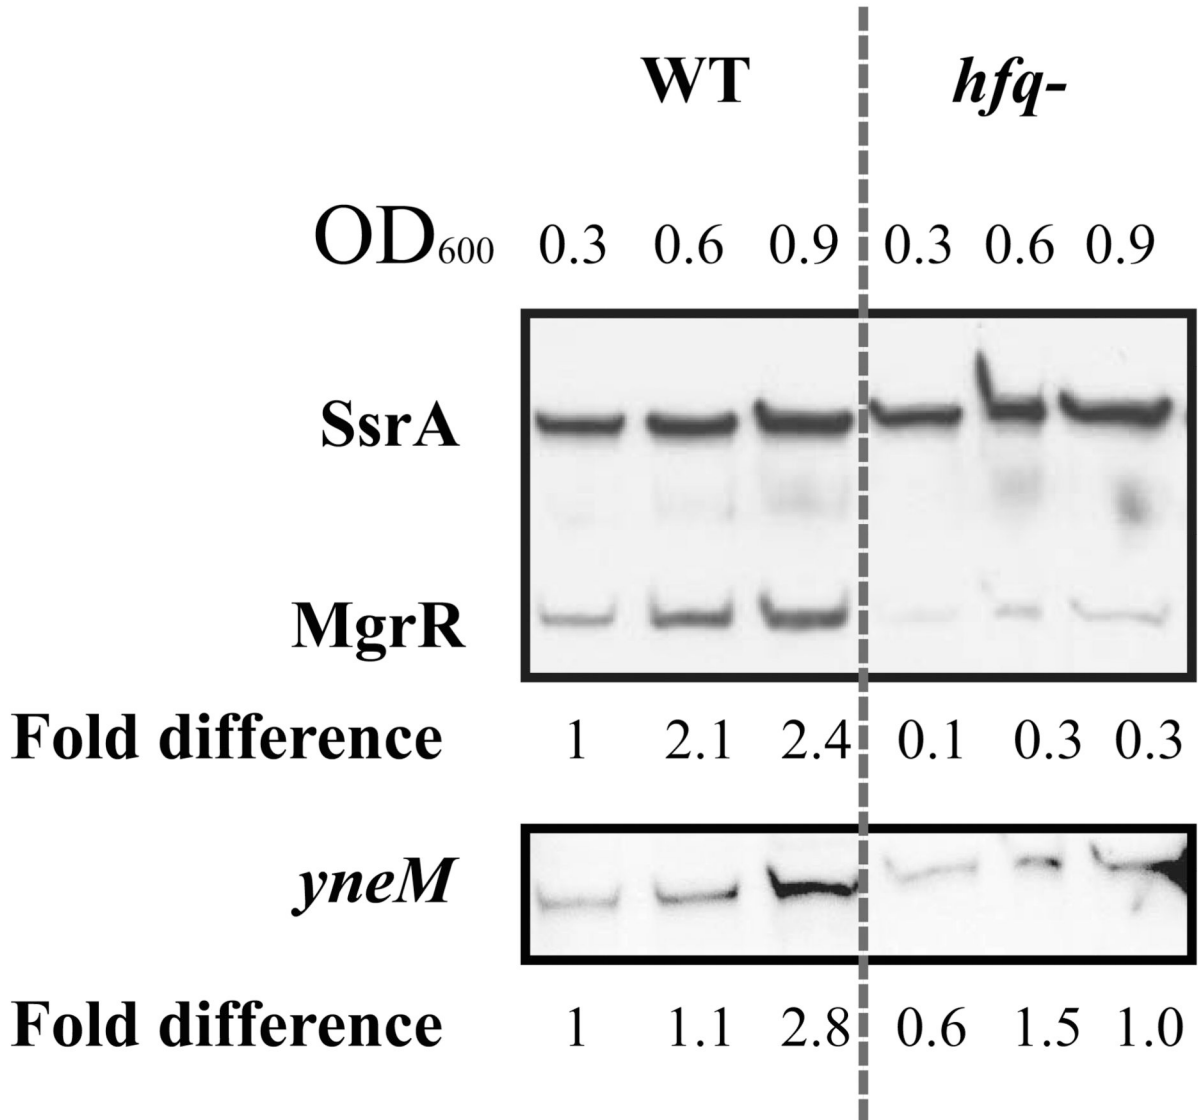 WT hfq-
OD600 0.3 0.6 0.9 0.3 0.6 0.9
SsrA
MgrR
Fold difference 1 2.1 2.4 0.1 0.3 0.3
yneM
Fold difference 1 1.1 2.8 0.6 1.5 1.0